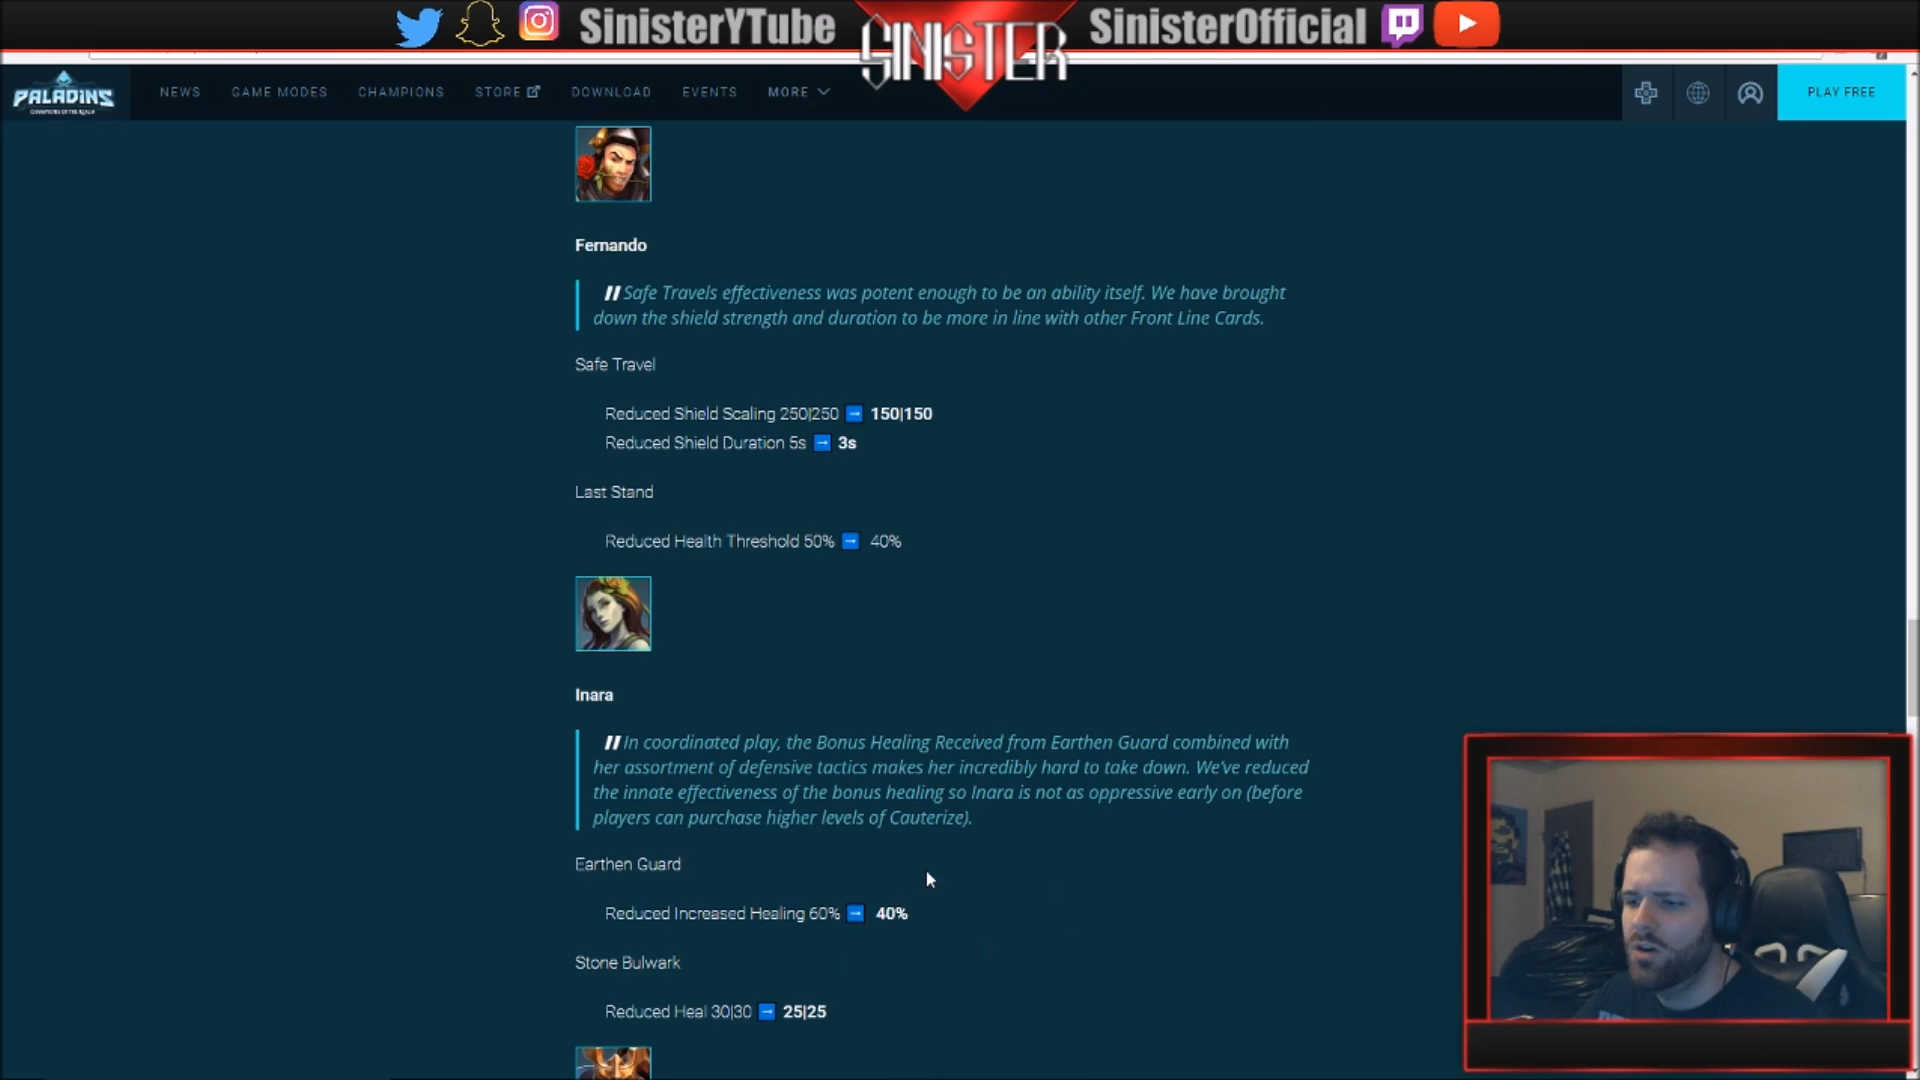 SinisterYTube SINISTER SinisterOfficial
PALADINS NEWS GAME MODES CHAMPIONS STORE DOWNLOAD EVENTS MORE PLAY FREE
CHAMPIONS OF THE REALM
Fernando
"Safe Travels effectiveness was potent enough to be an ability itself. We have brought
down the shield strength and duration to be more in line with other Front Line Cards.
Safe Travel
Reduced Shield Scaling 250|250 → 150|150
Reduced Shield Duration 5s → 3s
Last Stand
Reduced Health Threshold 50% → 40%
Inara
"In coordinated play, the Bonus Healing Received from Earthen Guard combined with
her assortment of defensive tactics makes her incredibly hard to take down. We've reduced
the innate effectiveness of the bonus healing so Inara is not as oppressive early on (before
players can purchase higher levels of Cauterize).
Earthen Guard
Reduced Increased Healing 60% → 40%
Stone Bulwark
Reduced Heal 30|30 → 25|25